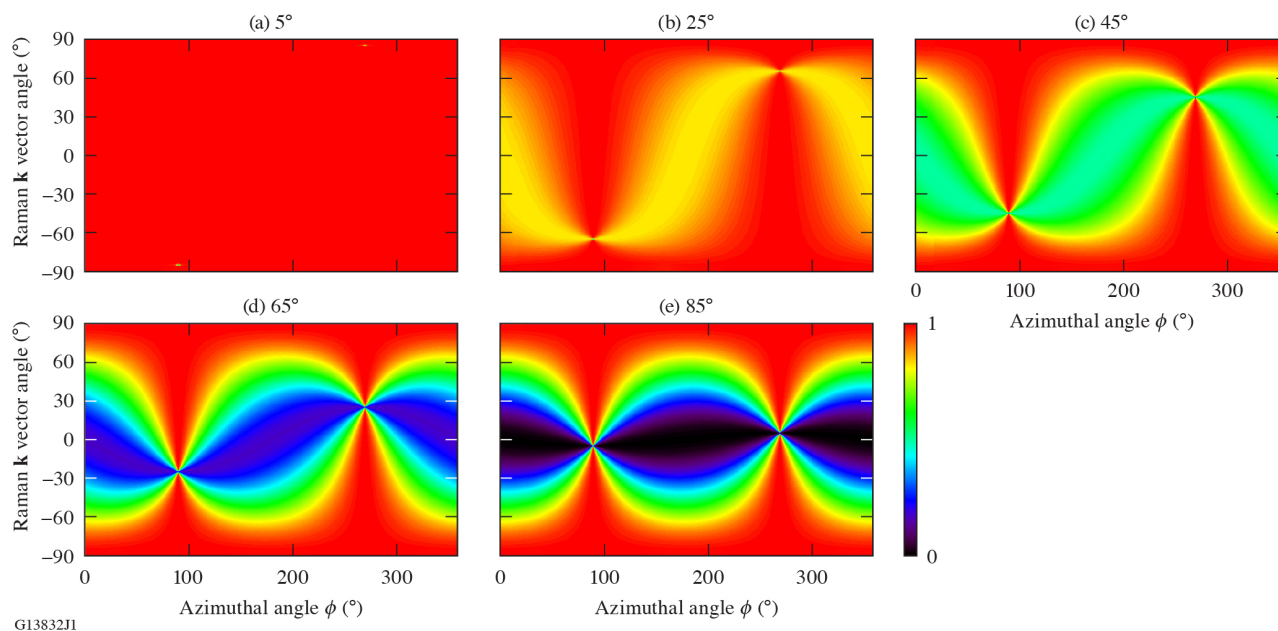 (a) 5° (b) 25° (c) 45°
Raman k vector angle (°)
90
60
30
0
−30
−60
−90
0 100 200 300
Azimuthal angle ϕ (°)
(d) 65° (e) 85°
Raman k vector angle (°)
90
60
30
0
−30
−60
−90
1
0
0 100 200 300 0 100 200 300
Azimuthal angle ϕ (°) Azimuthal angle ϕ (°)
G13832J1